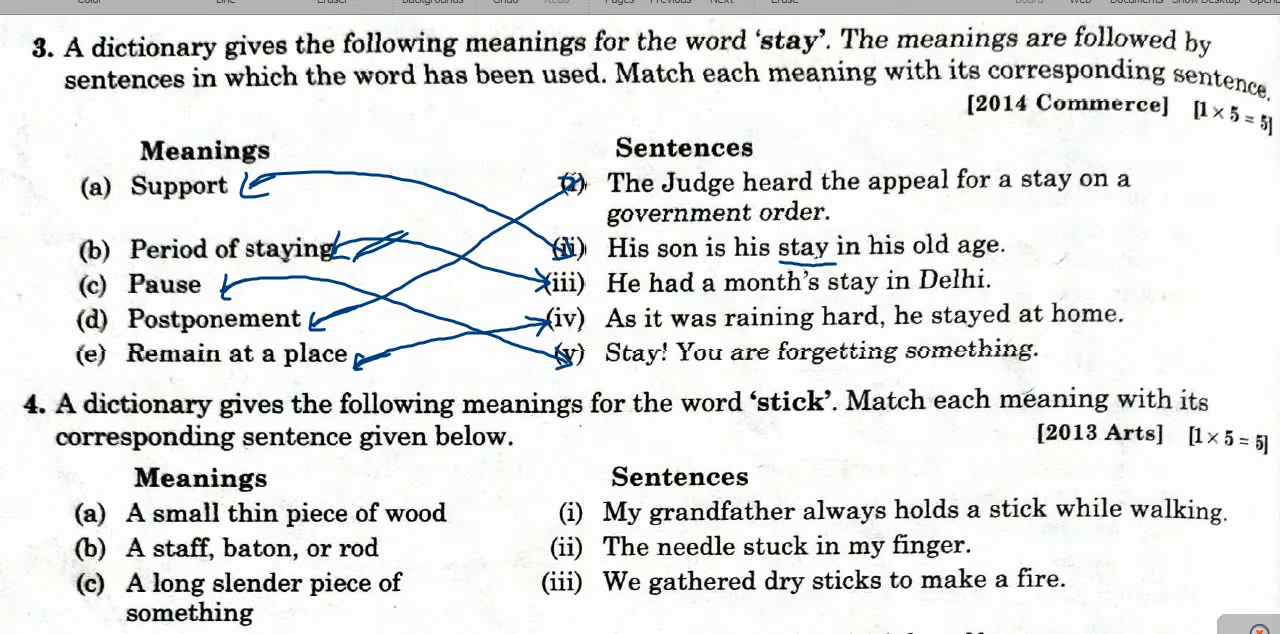 3. A dictionary gives the following meanings for the word ‘stay’. The meanings are followed by
sentences in which the word has been used. Match each meaning with its corresponding sentence.
[2014 Commerce] [1 × 5 = 5]
Meanings Sentences
(a) Support (i) The Judge heard the appeal for a stay on a
government order.
(b) Period of staying (ii) His son is his stay in his old age.
(c) Pause (iii) He had a month’s stay in Delhi.
(d) Postponement (iv) As it was raining hard, he stayed at home.
(e) Remain at a place (v) Stay! You are forgetting something.
4. A dictionary gives the following meanings for the word ‘stick’. Match each meaning with its
corresponding sentence given below. [2013 Arts] [1 × 5 = 5]
Meanings Sentences
(a) A small thin piece of wood (i) My grandfather always holds a stick while walking.
(b) A staff, baton, or rod (ii) The needle stuck in my finger.
(c) A long slender piece of (iii) We gathered dry sticks to make a fire.
something